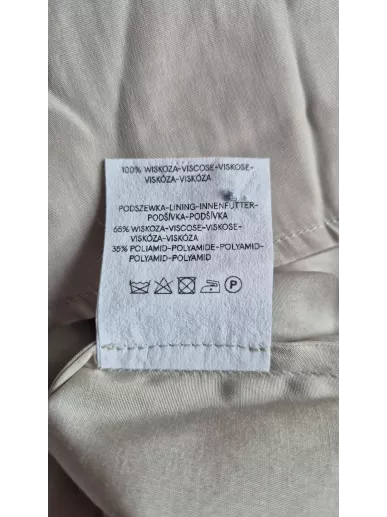 100% WISKOZA-VISCOSE-VISKOSE-
VISKÓZA-VISKÓZA
PODSZEWKA-LINING-INNENFUTTER-
PODŠÍVKA-PODŠÍVKA
65% WISKOZA-VISCOSE-VISKOSE-
VISKÓZA-VISKÓZA
35% POLIAMID-POLYAMIDE-POLYAMID-
POLYAMID-POLYAMID
P